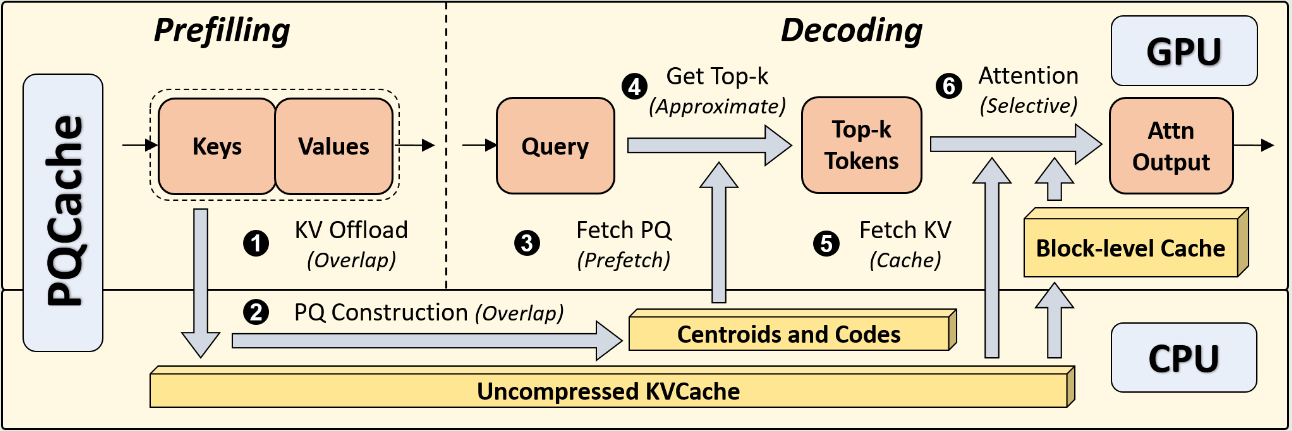 Prefilling
Decoding
GPU
PQCache
Keys
Values
❶ KV Offload
(Overlap)
❷ PQ Construction (Overlap)
Query
❸ Fetch PQ
(Prefetch)
❹ Get Top-k
(Approximate)
Top-k
Tokens
❺ Fetch KV
(Cache)
❻ Attention
(Selective)
Attn
Output
Block-level Cache
Centroids and Codes
CPU
Uncompressed KVCache